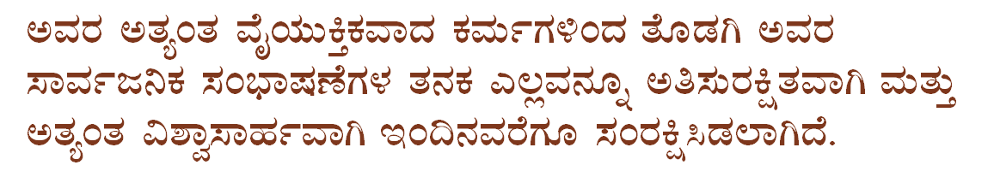 ಅವರ ಅತ್ಯಂತ ವೈಯುಕ್ತಿಕವಾದ ಕರ್ಮಗಳಿಂದ ತೊಡಗಿ ಅವರ
ಸಾರ್ವಜನಿಕ ಸಂಭಾಷಣೆಗಳ ತನಕ ಎಲ್ಲವನ್ನೂ ಅತಿಸುರಕ್ಷಿತವಾಗಿ ಮತ್ತು
ಅತ್ಯಂತ ವಿಶ್ವಾಸಾರ್ಹವಾಗಿ ಇಂದಿನವರೆಗೂ ಸಂರಕ್ಷಿಸಿಡಲಾಗಿದೆ.